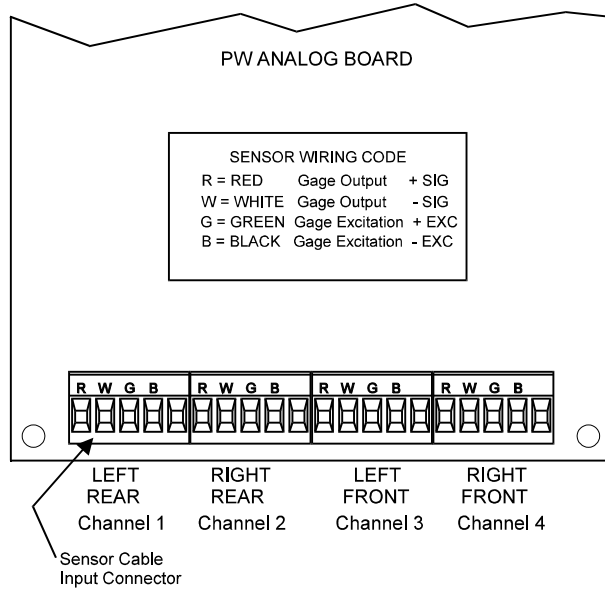 PW ANALOG BOARD
SENSOR WIRING CODE
R = RED Gage Output + SIG
W = WHITE Gage Output - SIG
G = GREEN Gage Excitation + EXC
B = BLACK Gage Excitation - EXC
R W G B R W G B R W G B R W G B
LEFT REAR
Channel 1
RIGHT REAR
Channel 2
LEFT FRONT
Channel 3
RIGHT FRONT
Channel 4
Sensor Cable
Input Connector